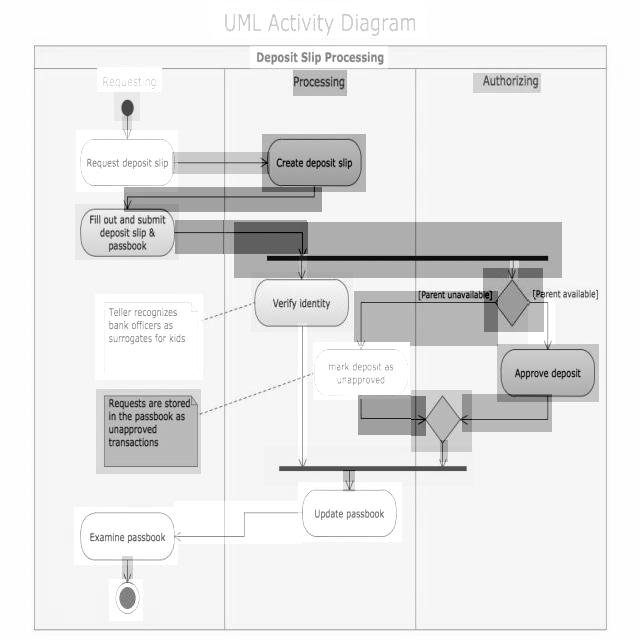 UML Activity Diagram
Deposit Slip Processing
Requesting
Processing
Authorizing
Request deposit slip
Create deposit slip
Fill out and submit
deposit slip &
passbook
[Parent unavailable]
[Parent available]
Verify identity
Teller recognizes
bank officers as
surrogates for kids
mark deposit as
unapproved
Approve deposit
Requests are stored
in the passbook as
unapproved
transactions
Update passbook
Examine passbook